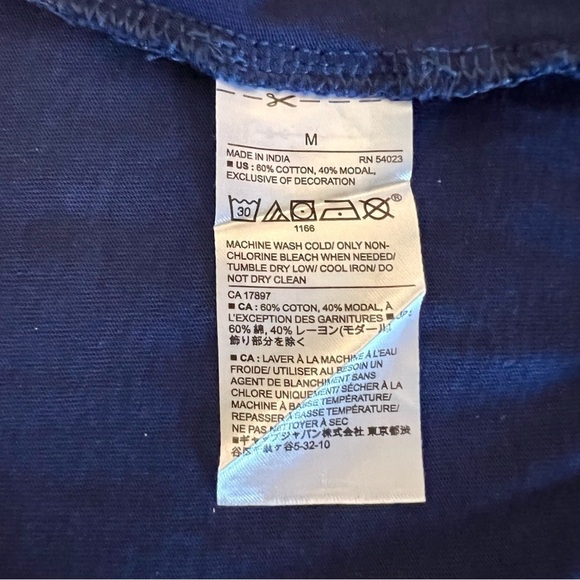 M
MADE IN INDIA RN 54023
■ US : 60% COTTON, 40% MODAL,
EXCLUSIVE OF DECORATION
30
®
1166
MACHINE WASH COLD/ ONLY NON-
CHLORINE BLEACH WHEN NEEDED/
TUMBLE DRY LOW/ COOL IRON/ DO
NOT DRY CLEAN
CA 17897
■ CA : 60% COTON, 40% MODAL, À
L'EXCEPTION DES GARNITURES ■
60% 綿, 40% レーヨン(モダール)
飾り部分を除く
■ CA : LAVER À LA MACHINE À L'EAU
FROIDE/ UTILISER AU BESOIN UN
AGENT DE BLANCHIMENT SANS
CHLORE UNIQUEMENT/ SÉCHER À LA
MACHINE À BASSE TEMPÉRATURE/
REPASSER À BASSE TEMPÉRATURE/
NE PAS NETTOYER À SEC
■ギャップジャパン株式会社 東京都渋
谷区千駄ケ谷5-32-10